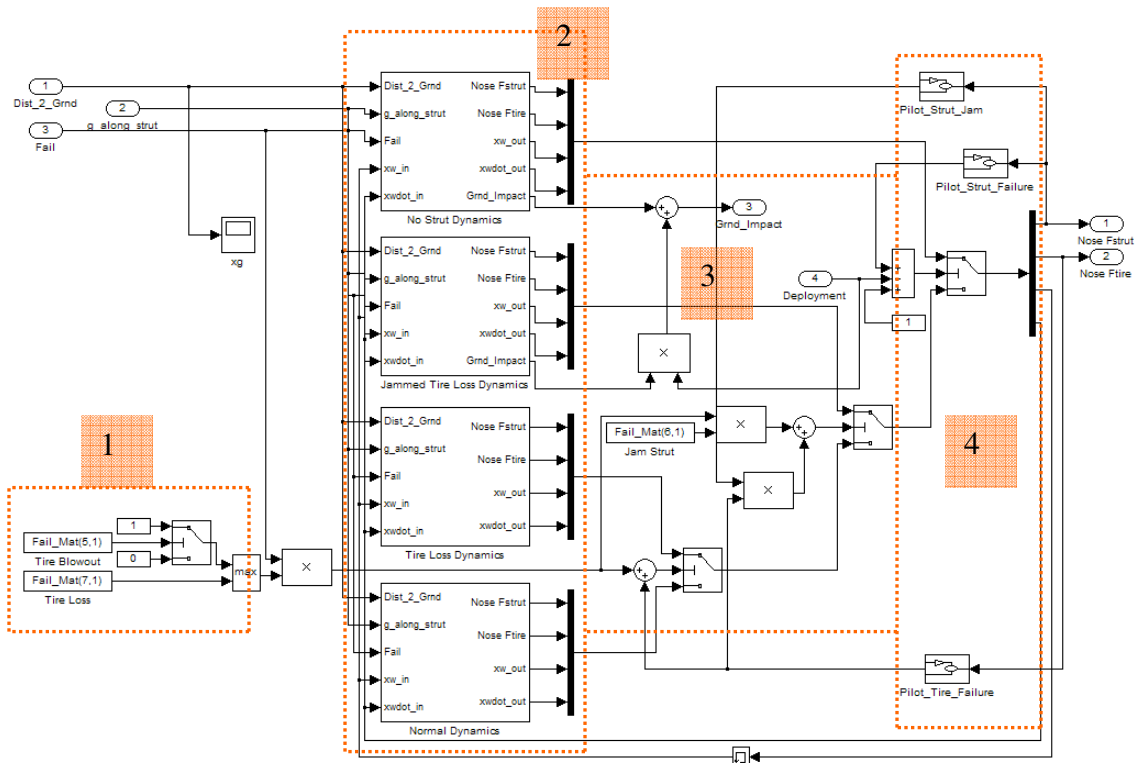 2
1
Dist_2_Grnd
2
g_along_strut
3
Fail
xg
Dist_2_Grnd
g_along_strut
Fail
xw_in
xwdot_in
Nose Fstrut
Nose Ftire
xw_out
xwdot_out
Grnd_Impact
No Strut Dynamics
Dist_2_Grnd
g_along_strut
Fail
xw_in
xwdot_in
Nose Fstrut
Nose Ftire
xw_out
xwdot_out
Grnd_Impact
Jammed Tire Loss Dynamics
Dist_2_Grnd
g_along_strut
Fail
xw_in
xwdot_in
Nose Fstrut
Nose Ftire
xw_out
xwdot_out
Tire Loss Dynamics
Dist_2_Grnd
g_along_strut
Fail
xw_in
xwdot_in
Nose Fstrut
Nose Ftire
xw_out
xwdot_out
Normal Dynamics
1
1
Fail_Mat(5,1)
Tire Blowout
0
Fail_Mat(7,1)
Tire Loss
max
×
3
Grnd_Impact
3
4
Deployment
×
Fail_Mat(6,1)
Jam Strut
×
×
Pilot_Strut_Jam
Pilot_Strut_Failure
1
1
Nose Fstrut
2
Nose Ftire
4
Pilot_Tire_Failure